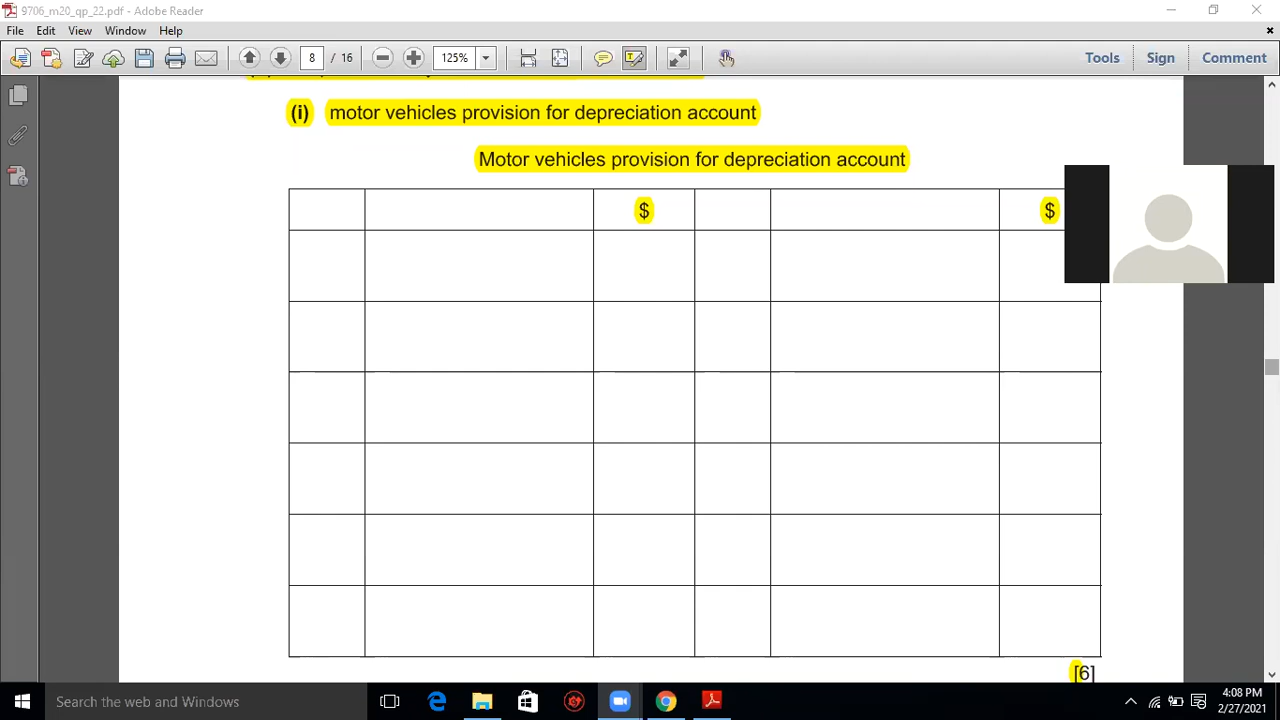 9706_m20_qp_22.pdf - Adobe Reader
File Edit View Window Help
8 / 16 125% Tools Sign Comment
(i) motor vehicles provision for depreciation account
Motor vehicles provision for depreciation account
$ $
[6]
Search the web and Windows
4:08 PM
2/27/2021